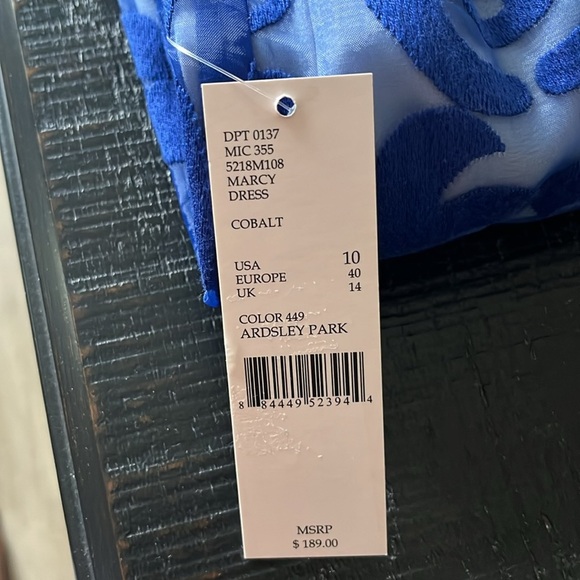 DPT 0137
MIC 355
5218M108
MARCY
DRESS
COBALT
USA 10
EUROPE 40
UK 14
COLOR 449
ARDSLEY PARK
8 84449 52394 4
MSRP
$ 189.00